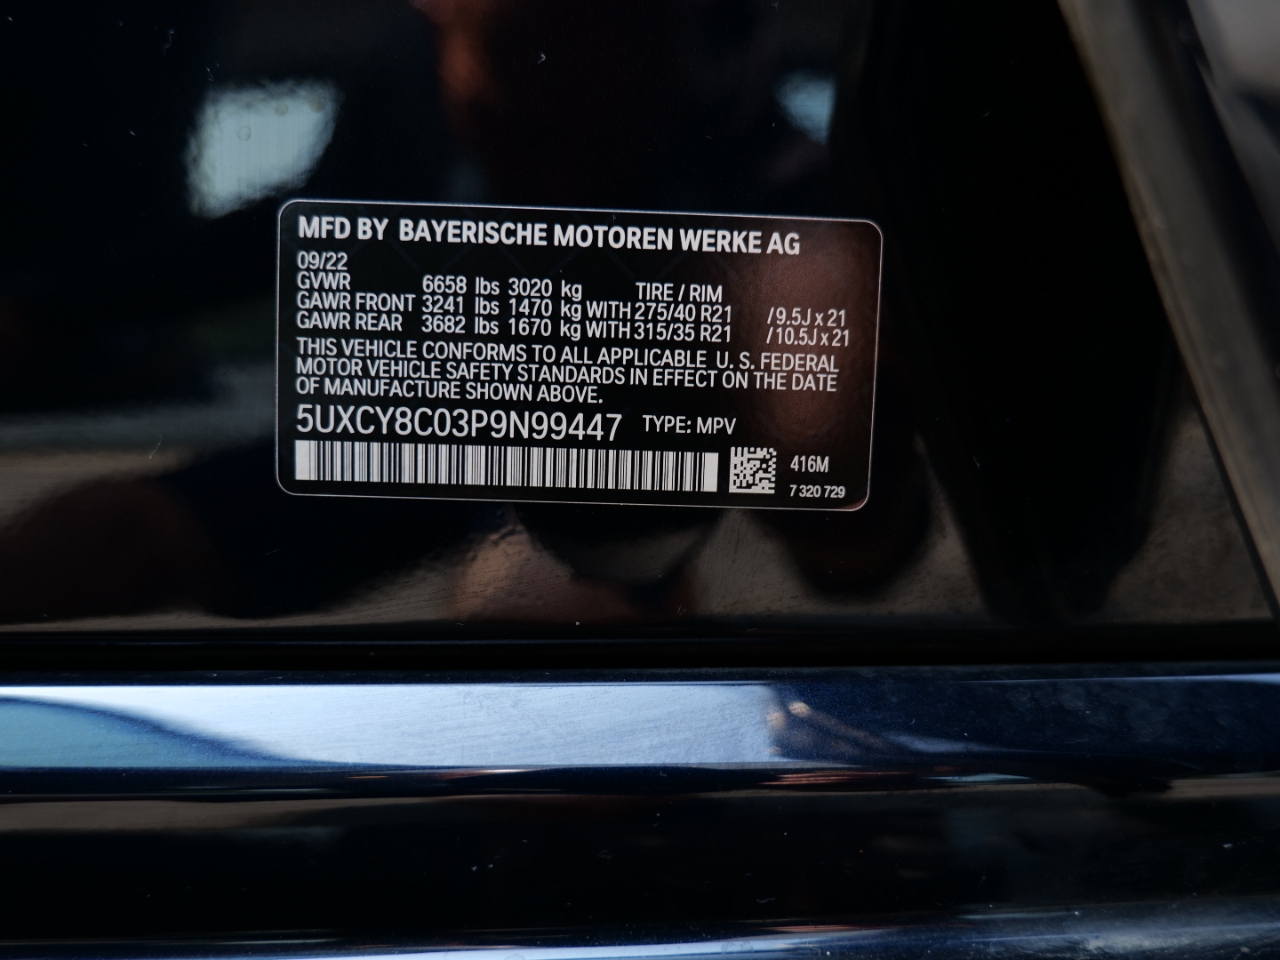 MFD BY BAYERISCHE MOTOREN WERKE AG
09/22
GVWR 6658 lbs 3020 kg TIRE / RIM
GAWR FRONT 3241 lbs 1470 kg WITH 275/40 R21 /9.5J x 21
GAWR REAR 3682 lbs 1670 kg WITH 315/35 R21 /10.5J x 21
THIS VEHICLE CONFORMS TO ALL APPLICABLE U. S. FEDERAL
MOTOR VEHICLE SAFETY STANDARDS IN EFFECT ON THE DATE
OF MANUFACTURE SHOWN ABOVE.
5UXCY8C03P9N99447 TYPE: MPV
416M
7 320 729